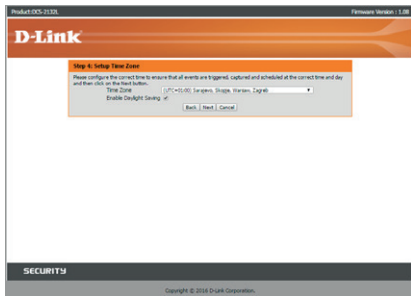 Product: DCS-2132L
Firmware Version : 1.08
D-Link
Step 4: Setup Time Zone
Please configure the correct time to ensure that all events are triggered, captured and scheduled at the correct time and day
and then click on the Next button.
Time Zone (UTC+01:00) Sarajevo, Skopje, Warsaw, Zagreb
Enable Daylight Saving
Back Next Cancel
SECURITY
Copyright © 2016 D-Link Corporation.